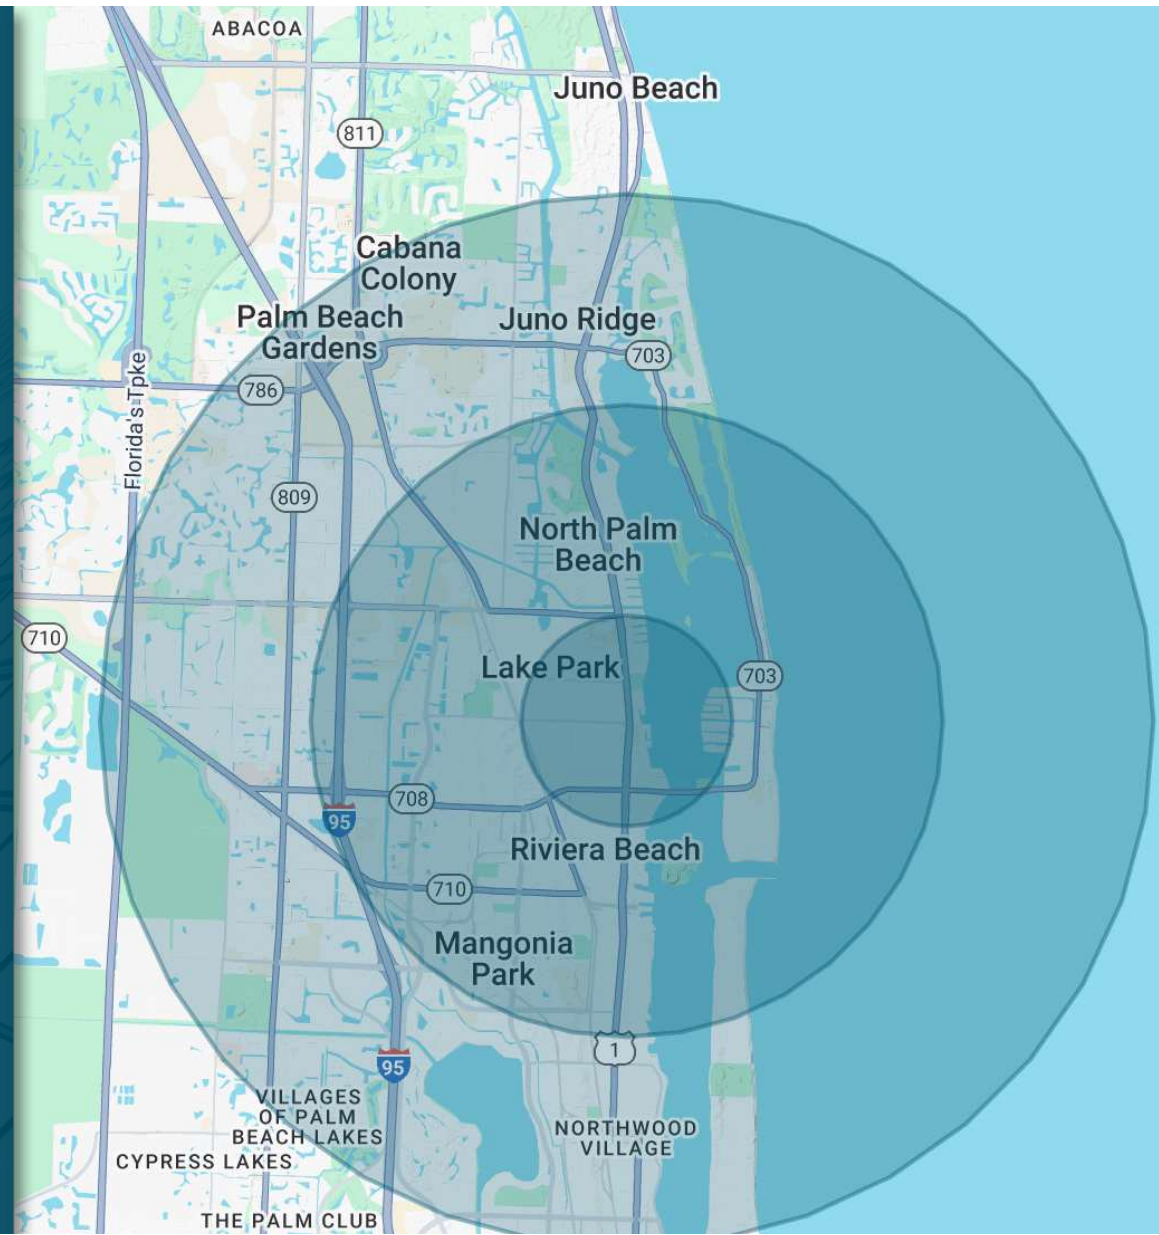 ABACOA
Juno Beach
811
Cabana
Colony
Palm Beach
Gardens
Juno Ridge
703
786
Florida's Tpke
809
North Palm
Beach
710
Lake Park
703
708
95
Riviera Beach
710
Mangonia
Park
1
95
VILLAGES
OF PALM
BEACH LAKES
NORTHWOOD
VILLAGE
CYPRESS LAKES
THE PALM CLUB